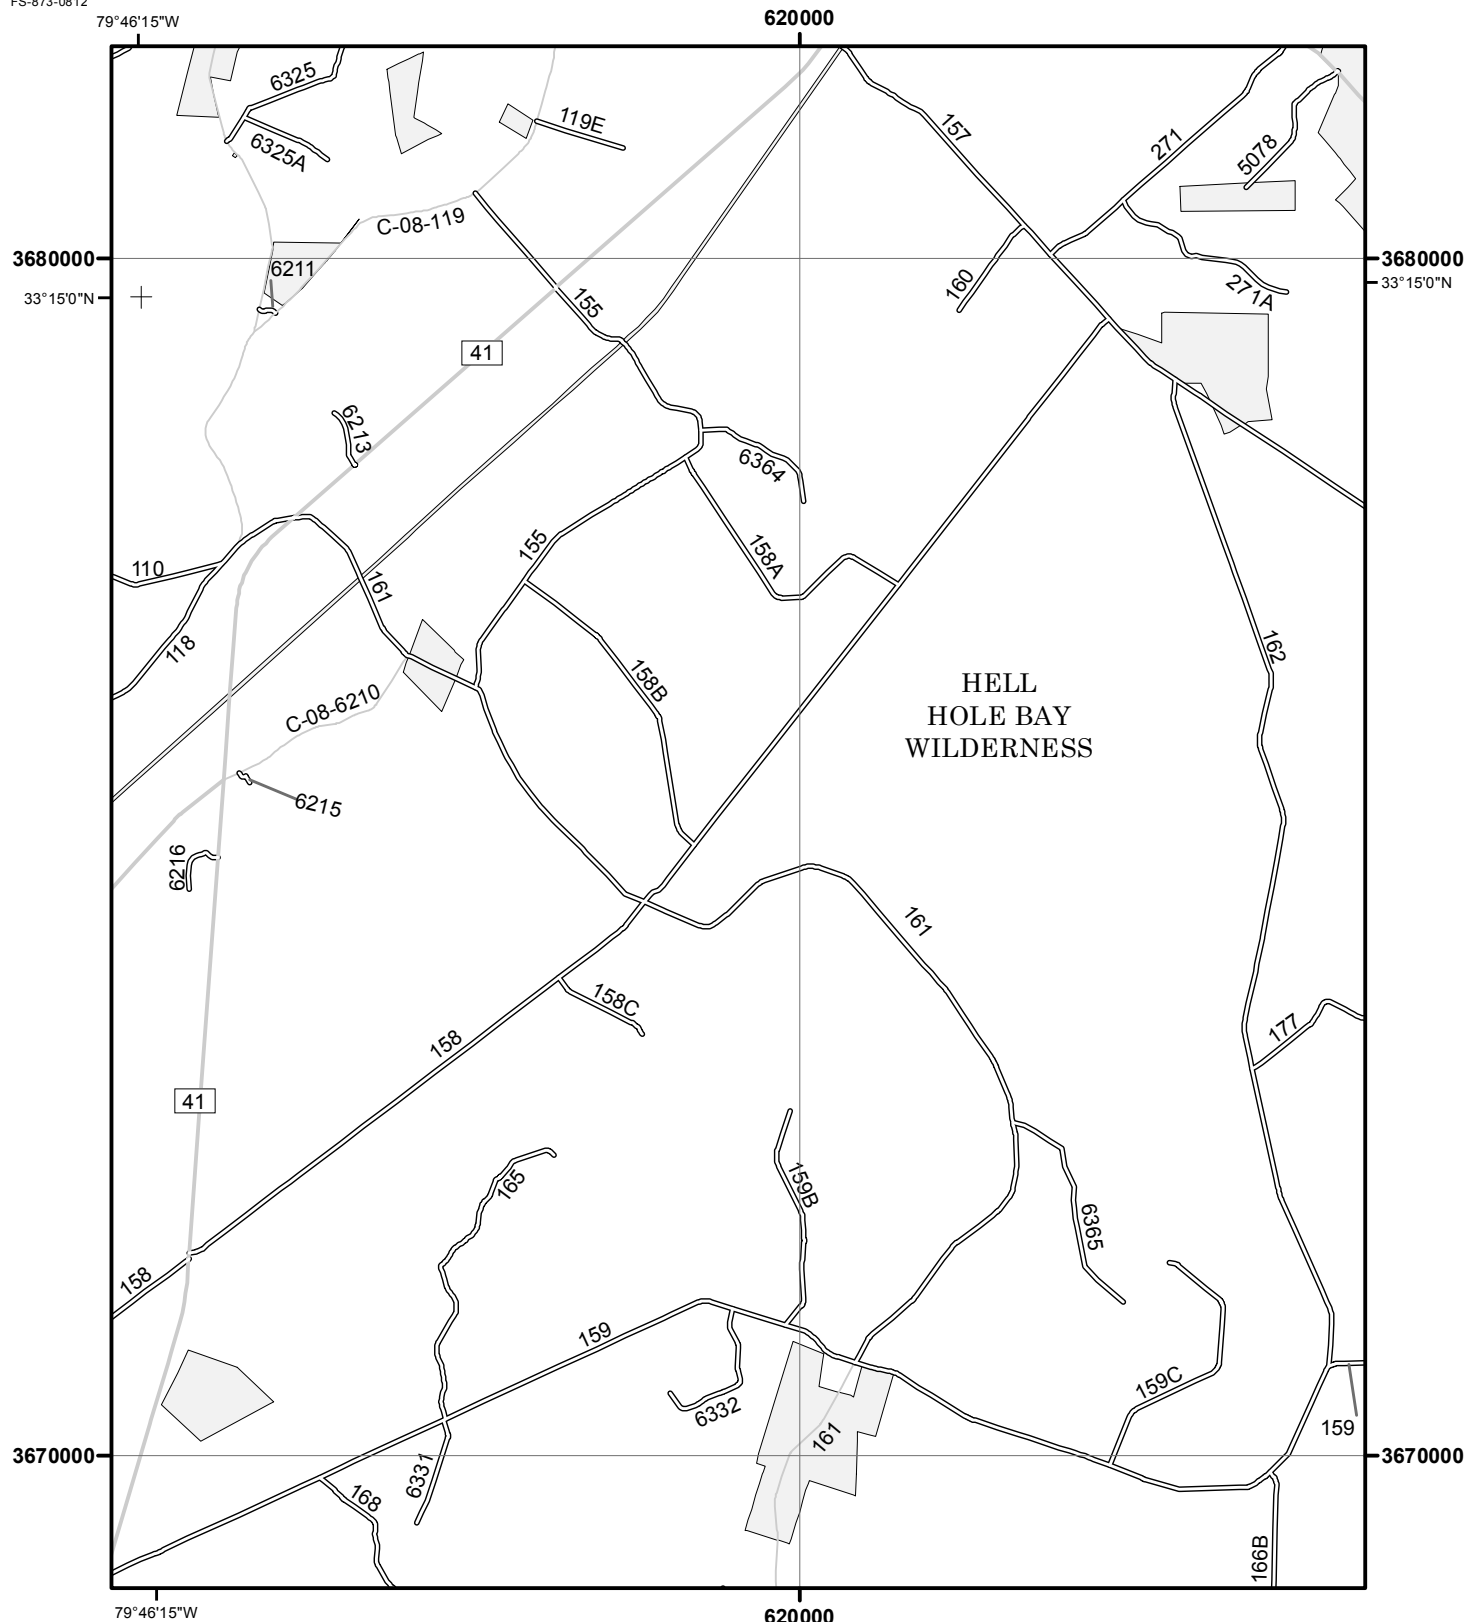 FS-873-0812
79°46'15"W
620000
6325
119E
157
271
5078
6325A
C-08-119
3680000
3680000
6211
33°15'0"N
33°15'0"N
160
271A
155
41
6213
6364
155
158A
110
161
118
162
158B
HELL
HOLE BAY
WILDERNESS
C-08-6210
6215
6216
161
158C
177
158
41
165
159B
6365
158
159
159C
6332
159
161
3670000
3670000
6331
168
166B
79°46'15"W
620000